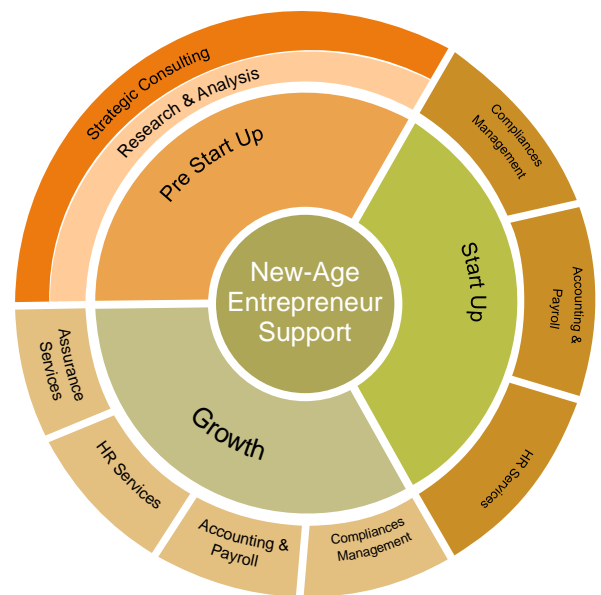 New-Age
Entrepreneur
Support
Pre Start Up
Research & Analysis
Strategic Consulting
Start Up
Compliances
Management
Accounting &
Payroll
HR Services
Growth
Compliances
Management
Accounting &
Payroll
HR Services
Assurance
Services